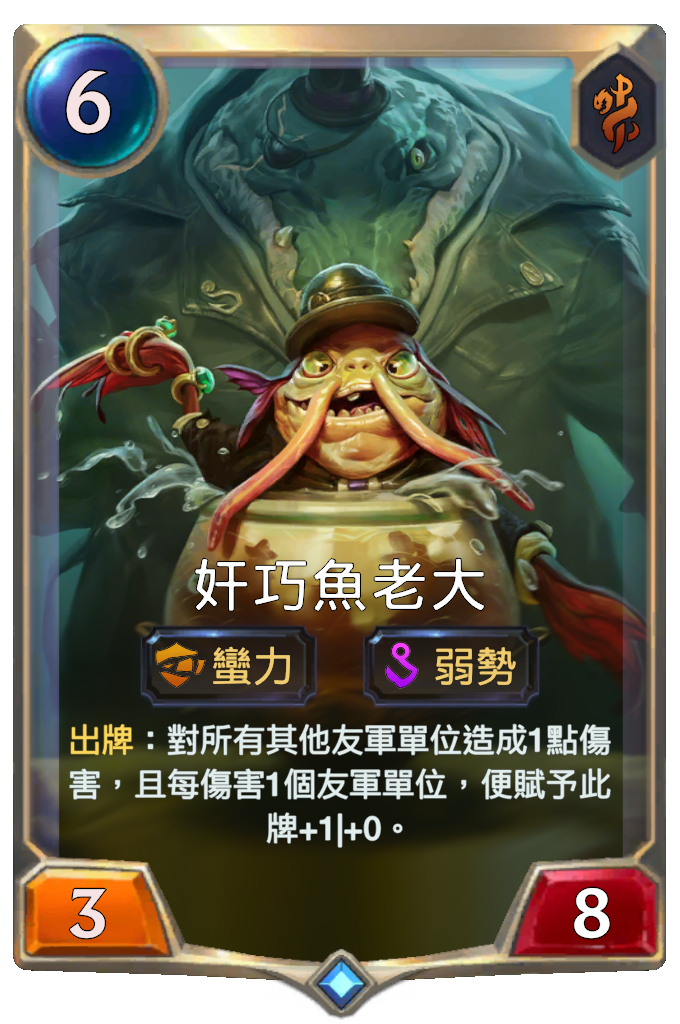 6
奸巧魚老大
蠻力
弱勢
出牌：對所有其他友軍單位造成1點傷
害，且每傷害1個友軍單位，便賦予此
牌+1|+0。
3
8